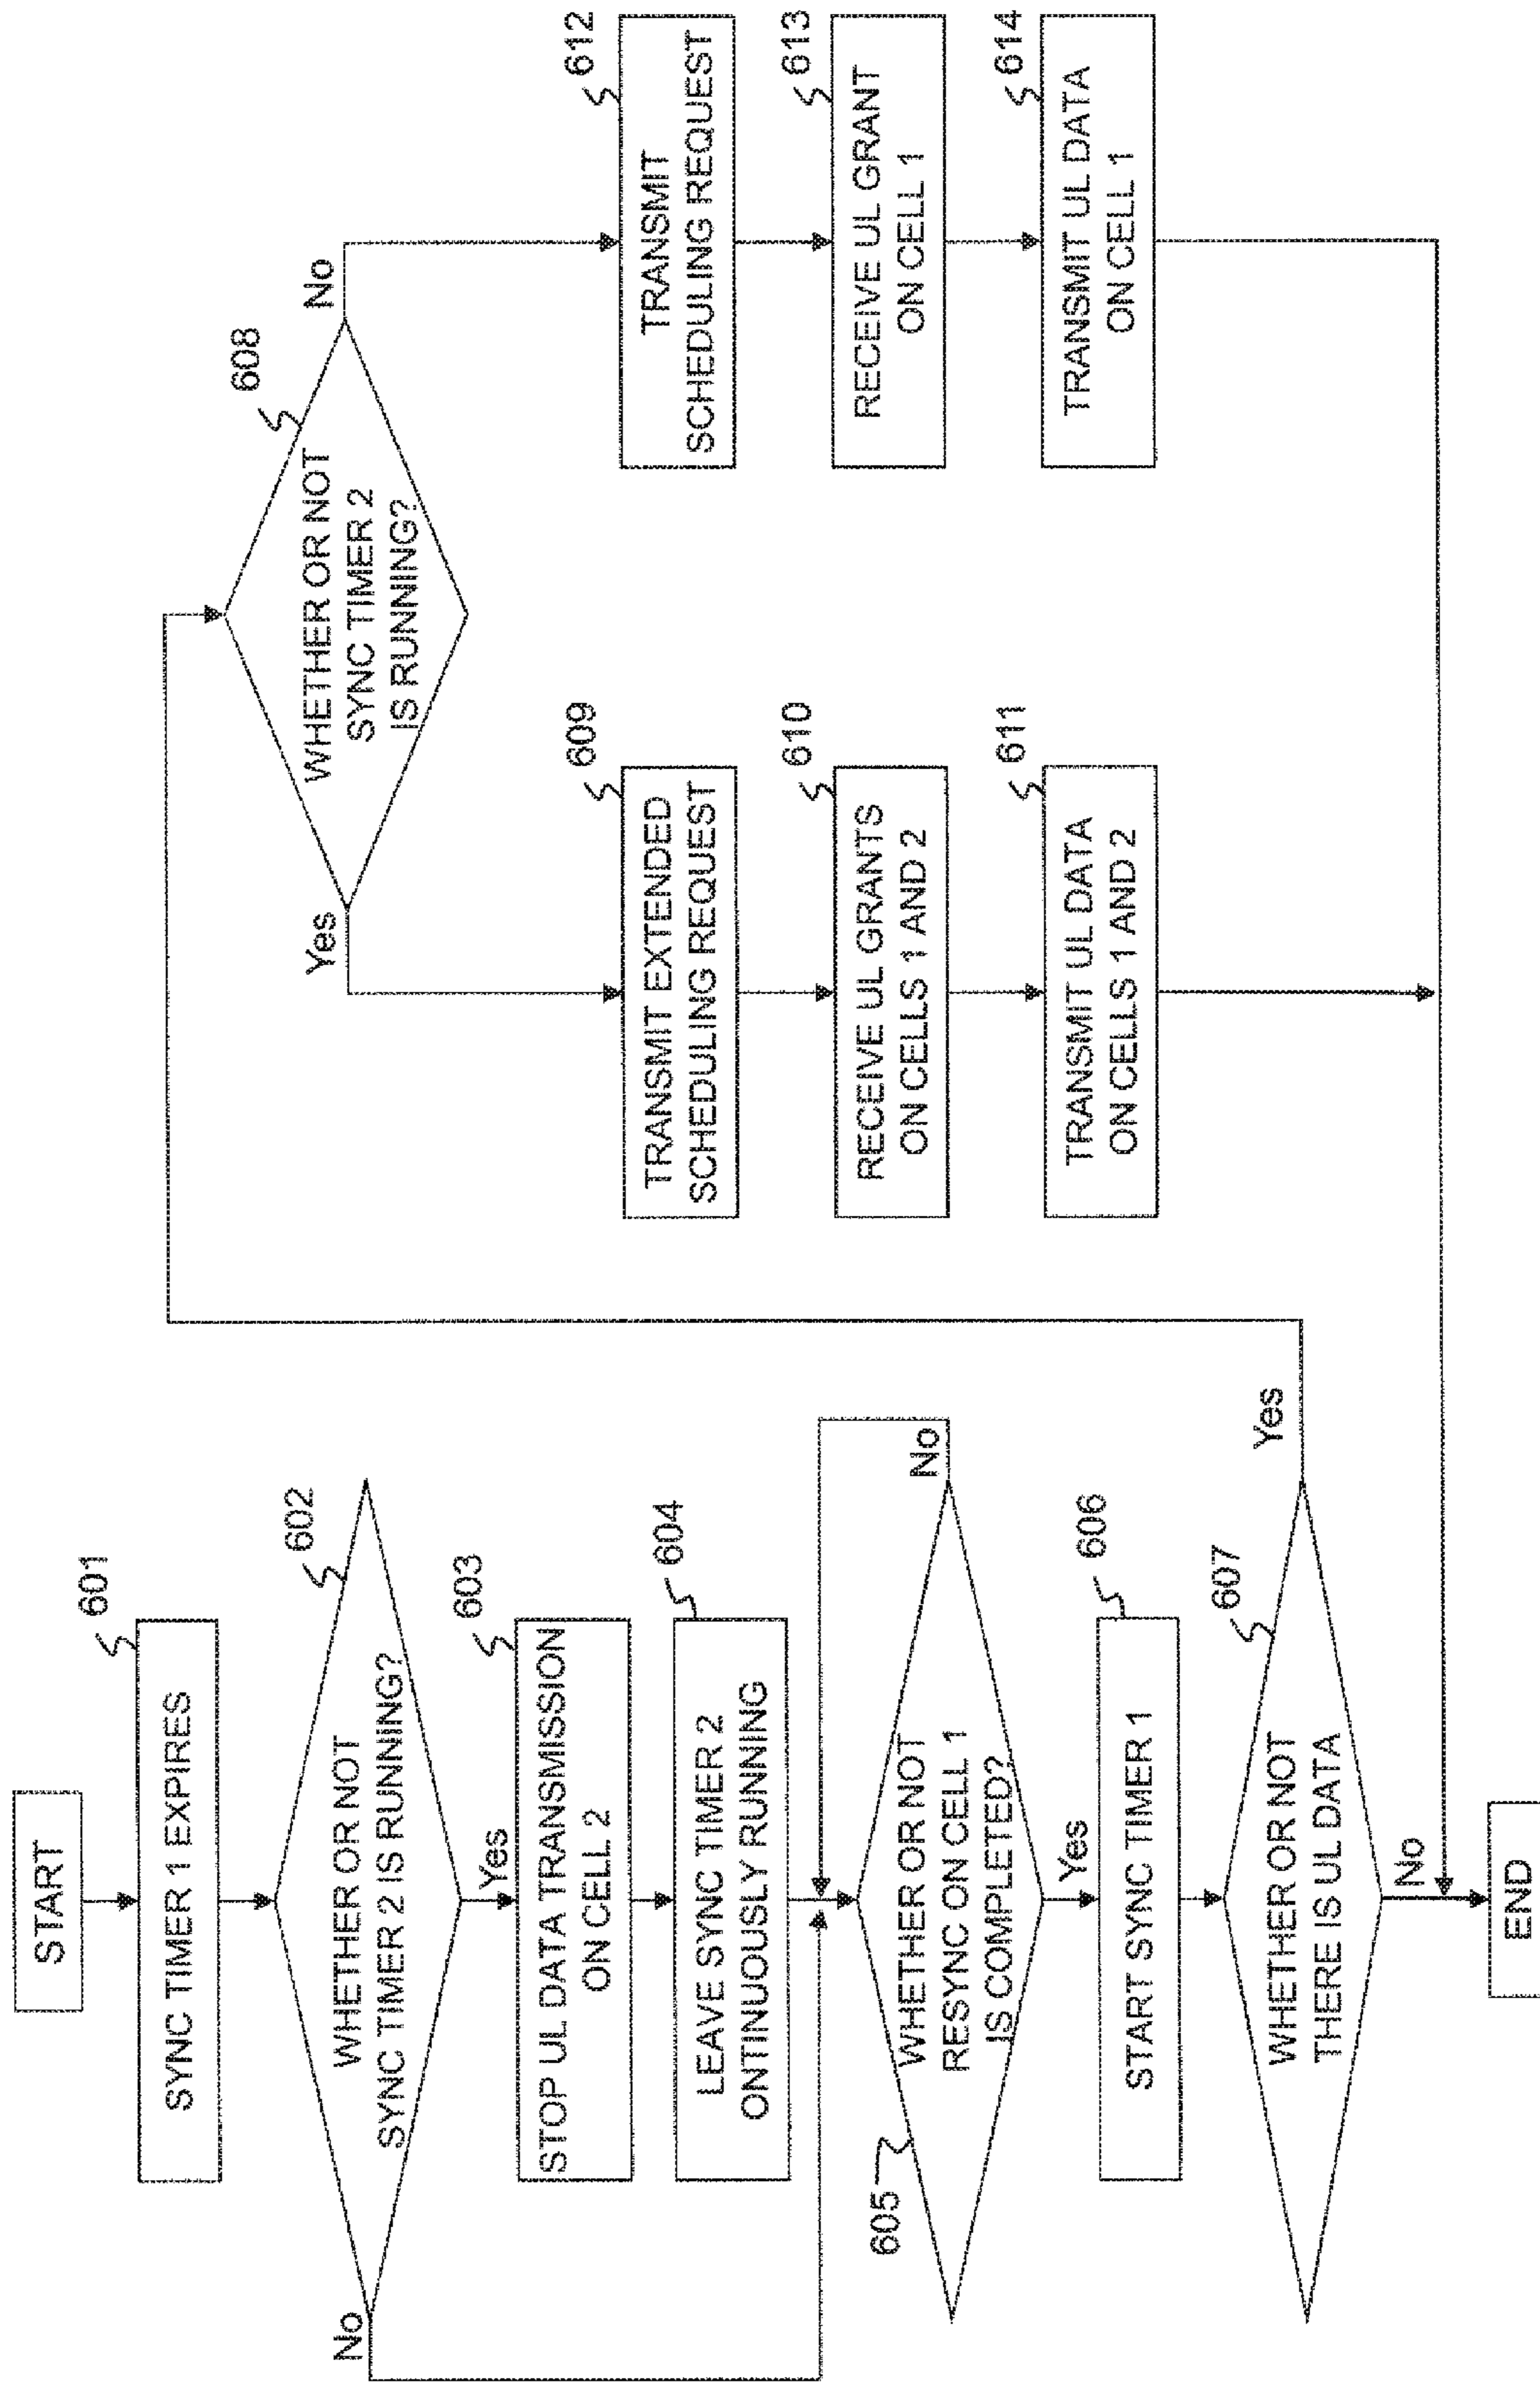 START
601
SYNC TIMER 1 EXPIRES
602
WHETHER OR NOT
SYNC TIMER 2 IS RUNNING?
No
Yes
603
STOP UL DATA TRANSMISSION
ON CELL 2
604
LEAVE SYNC TIMER 2
ONTINUOUSLY RUNNING
605
WHETHER OR NOT
RESYNC ON CELL 1
IS COMPLETED?
No
Yes
606
START SYNC TIMER 1
607
WHETHER OR NOT
THERE IS UL DATA
Yes
No
END
608
WHETHER OR NOT
SYNC TIMER 2
IS RUNNING?
Yes
No
609
TRANSMIT EXTENDED
SCHEDULING REQUEST
610
RECEIVE UL GRANTS
ON CELLS 1 AND 2
611
TRANSMIT UL DATA
ON CELLS 1 AND 2
612
TRANSMIT
SCHEDULING REQUEST
613
RECEIVE UL GRANT
ON CELL 1
614
TRANSMIT UL DATA
ON CELL 1